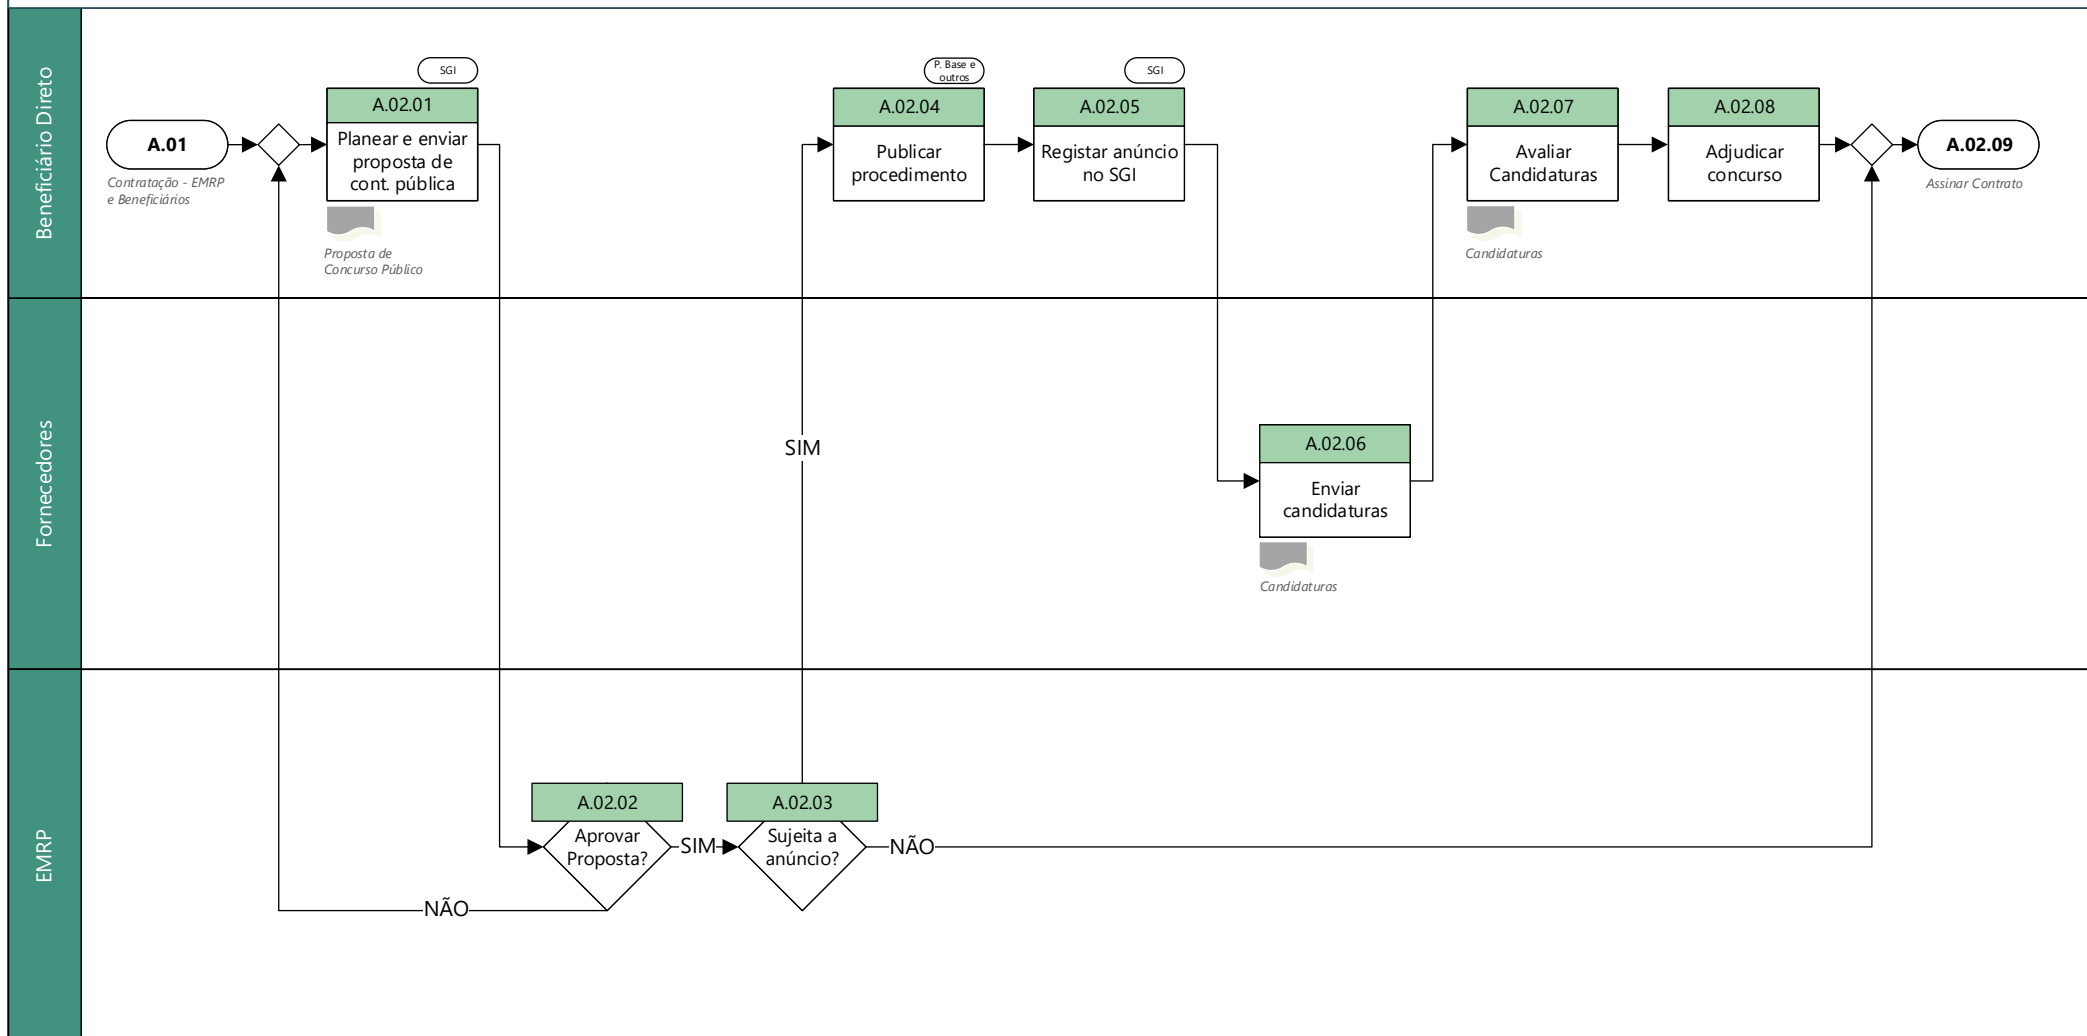 Beneficiário Direto
A.01
Contratação - EMRP
e Beneficiários
SGI
A.02.01
Planear e enviar
proposta de
cont. pública
Proposta de
Concurso Público
P. Base e
outros
A.02.04
Publicar
procedimento
SGI
A.02.05
Registar anúncio
no SGI
A.02.07
Avaliar
Candidaturas
Candidaturas
A.02.08
Adjudicar
concurso
A.02.09
Assinar Contrato
Fornecedores
SIM
A.02.06
Enviar
candidaturas
Candidaturas
EMRP
A.02.02
Aprovar
Proposta?
SIM
A.02.03
Sujeita a
anúncio?
NÃO
NÃO